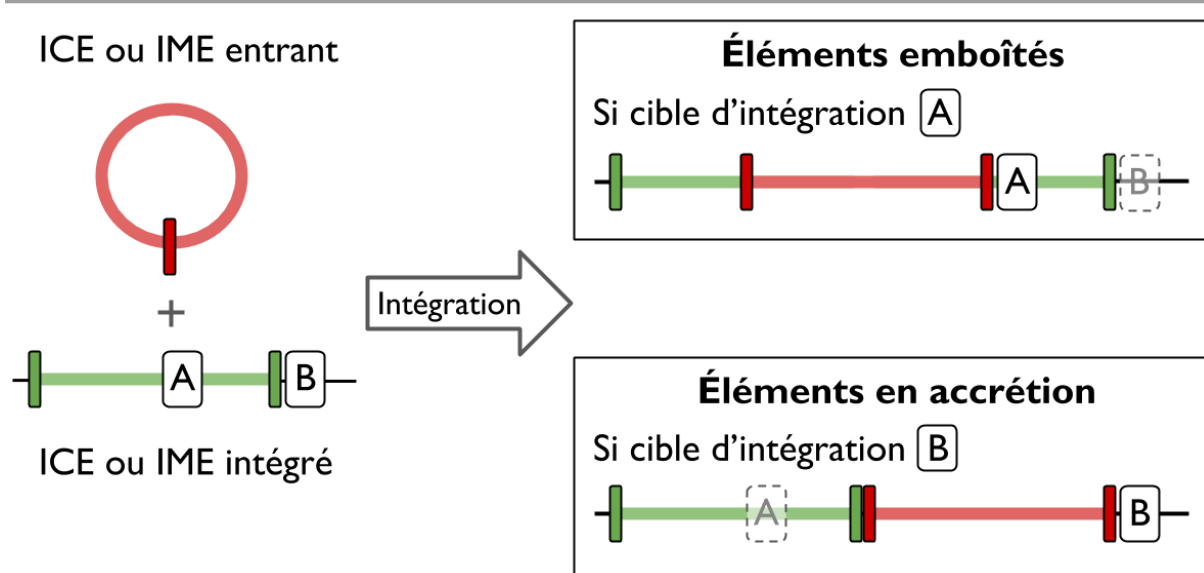 ICE ou IME entrant
+
A
B
ICE ou IME intégré
Intégration
Éléments emboîtés
Si cible d'intégration A
A
B
Éléments en accrétion
Si cible d'intégration B
A
B